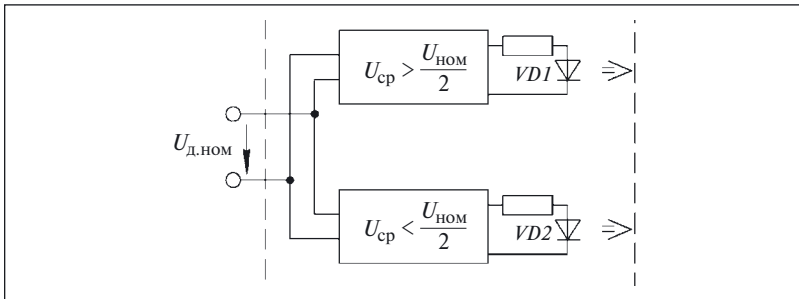 U_ср > U_ном/2
VD1
U_д.ном
U_ср < U_ном/2
VD2